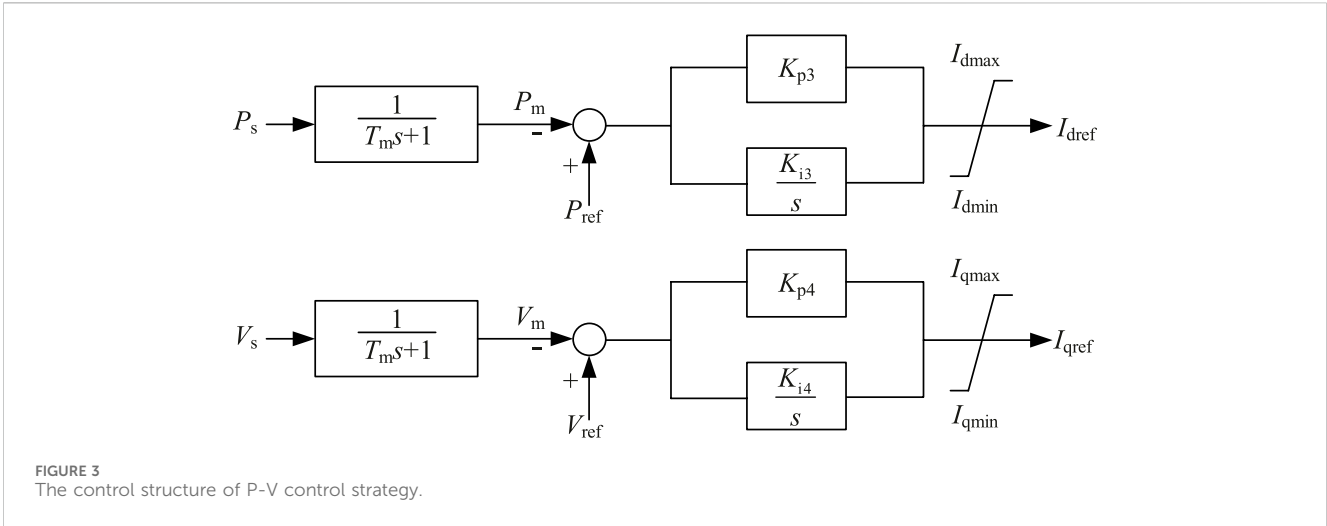 K_p3
I_dmax
P_s
1
T_m s+1
P_m
-
+
P_ref
K_i3
s
I_dref
I_dmin
K_p4
I_qmax
V_s
1
T_m s+1
V_m
-
+
V_ref
K_i4
s
I_qref
I_qmin
FIGURE 3
The control structure of P-V control strategy.